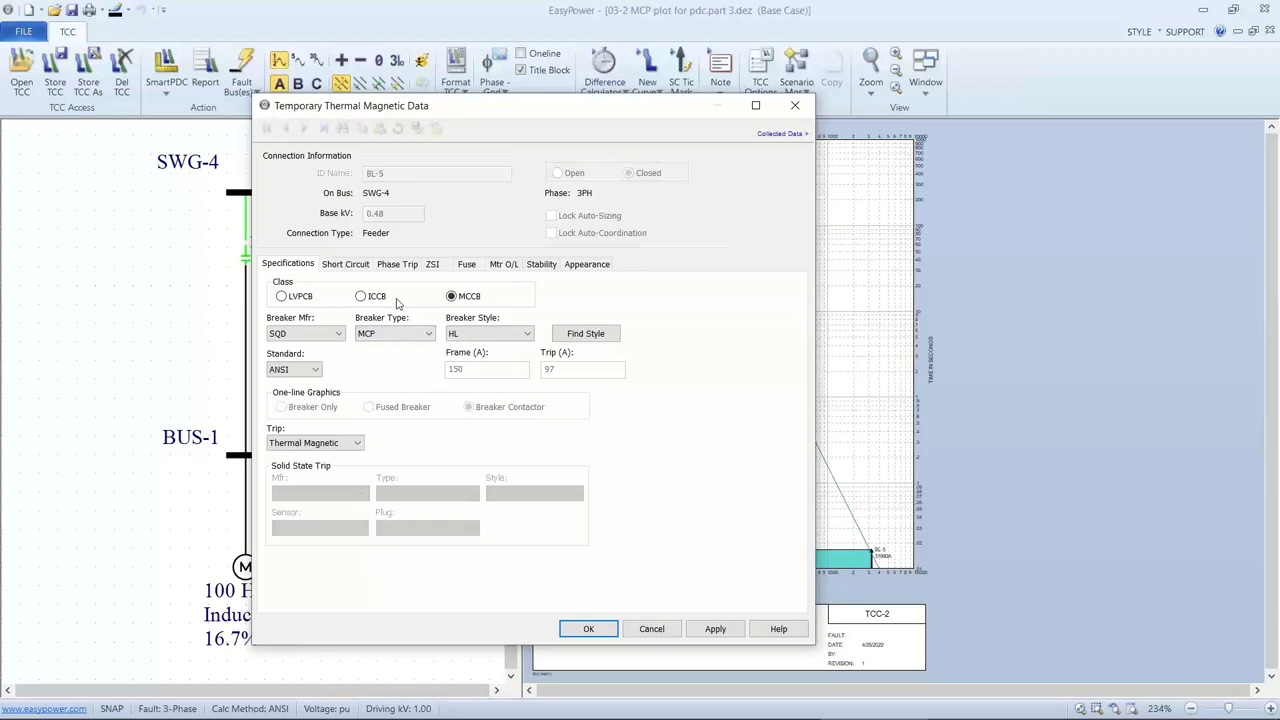 EasyPower - [03-2 MCP plot for pdc.part 3.dez (Base Case)]
FILE TCC STYLE SUPPORT
Oneline
Title Block
Open TCC
Store TCC
Store TCC As
Del TCC
SmartPDC
Report
Fault Bus(es)
Format TCC
Phase - Grnd
Difference Calculator
New Curve
SC Tic Mark
Note
TCC Options
Scenario Mgr
Copy
Zoom
Window
A B C
TCC Access Action View
Temporary Thermal Magnetic Data
Collected Data >
Connection Information
ID Name: BL-5 Open Closed
On Bus: SWG-4 Phase: 3PH
Base kV: 0.48 Lock Auto-Sizing
Connection Type: Feeder Lock Auto-Coordination
Specifications Short Circuit Phase Trip ZSI Fuse Mtr O/L Stability Appearance
Class
LVPCB ICCB MCCB
Breaker Mfr: Breaker Type: Breaker Style:
SQD MCP HL Find Style
Standard: Frame (A): Trip (A):
ANSI 150 97
One-line Graphics
Breaker Only Fused Breaker Breaker Contactor
Trip:
Thermal Magnetic
Solid State Trip
Mfr: Type: Style:
Sensor: Plug:
OK Cancel Apply Help
SWG-4
BUS-1
M
100 H
Induc
16.7%
TIME IN SECONDS
BL-5
TCC-2
FAULT:
DATE: 4/25/2022
BY:
REVISION: 1
www.easypower.com SNAP Fault: 3-Phase Calc Method: ANSI Voltage: pu Driving kV: 1.00 234%